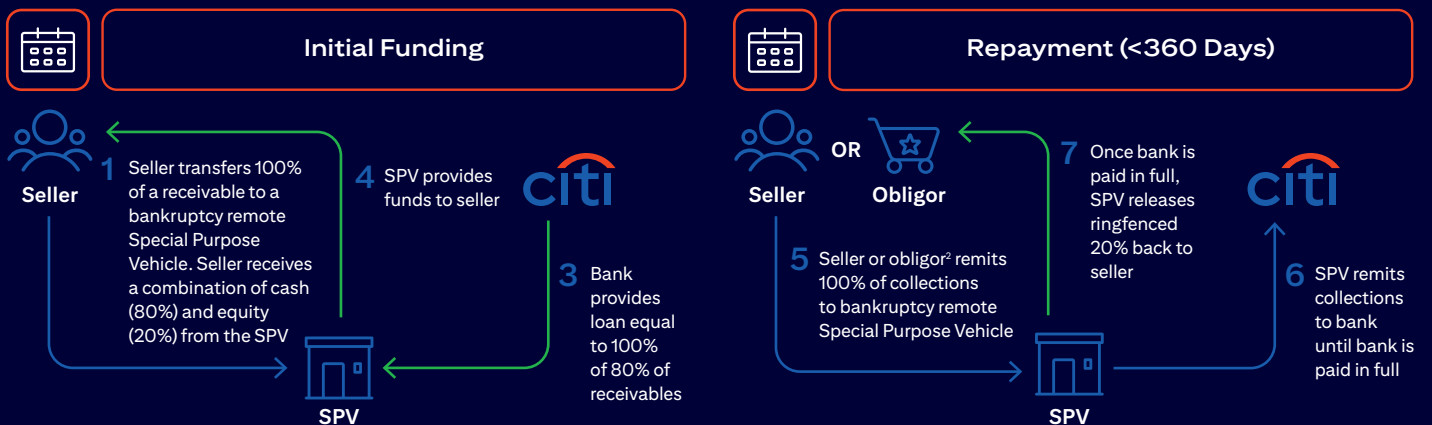 Initial Funding
Seller
1
Seller transfers 100%
of a receivable to a
bankruptcy remote
Special Purpose
Vehicle. Seller receives
a combination of cash
(80%) and equity
(20%) from the SPV
4
SPV provides
funds to seller
citi
3
Bank
provides
loan equal
to 100%
of 80% of
receivables
SPV
Repayment (<360 Days)
Seller
OR
Obligor
5
Seller or obligor² remits
100% of collections
to bankruptcy remote
Special Purpose Vehicle
7
Once bank is
paid in full,
SPV releases
ringfenced
20% back to
seller
citi
6
SPV remits
collections
to bank
until bank is
paid in full
SPV